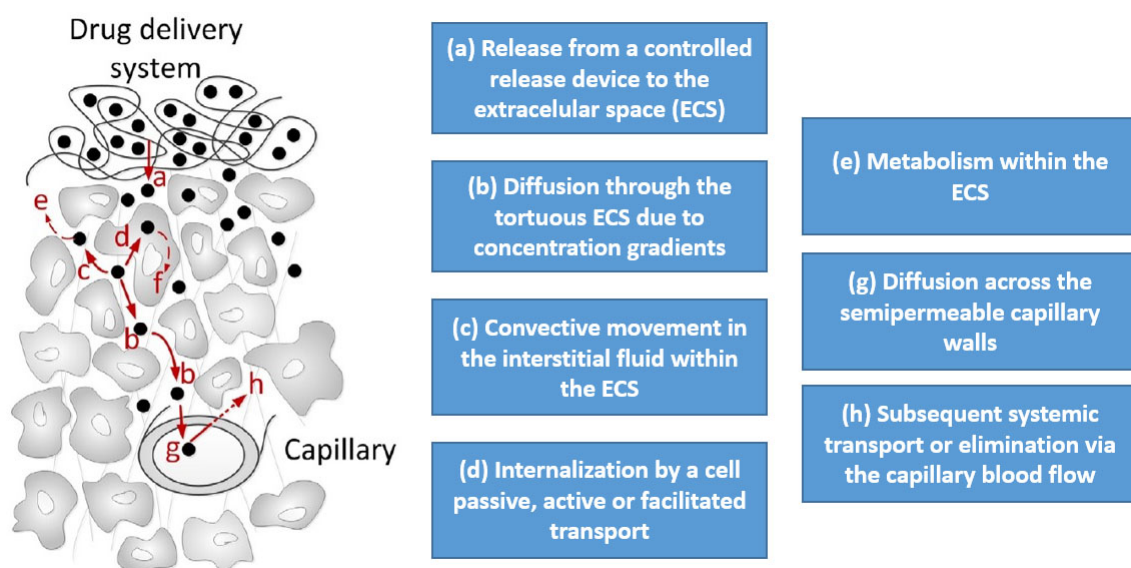 Drug delivery
system
a
e
d
c
f
b
b
h
g
Capillary
(a) Release from a controlled
release device to the
extracelular space (ECS)
(b) Diffusion through the
tortuous ECS due to
concentration gradients
(c) Convective movement in
the interstitial fluid within
the ECS
(d) Internalization by a cell
passive, active or facilitated
transport
(e) Metabolism within the
ECS
(g) Diffusion across the
semipermeable capillary
walls
(h) Subsequent systemic
transport or elimination via
the capillary blood flow